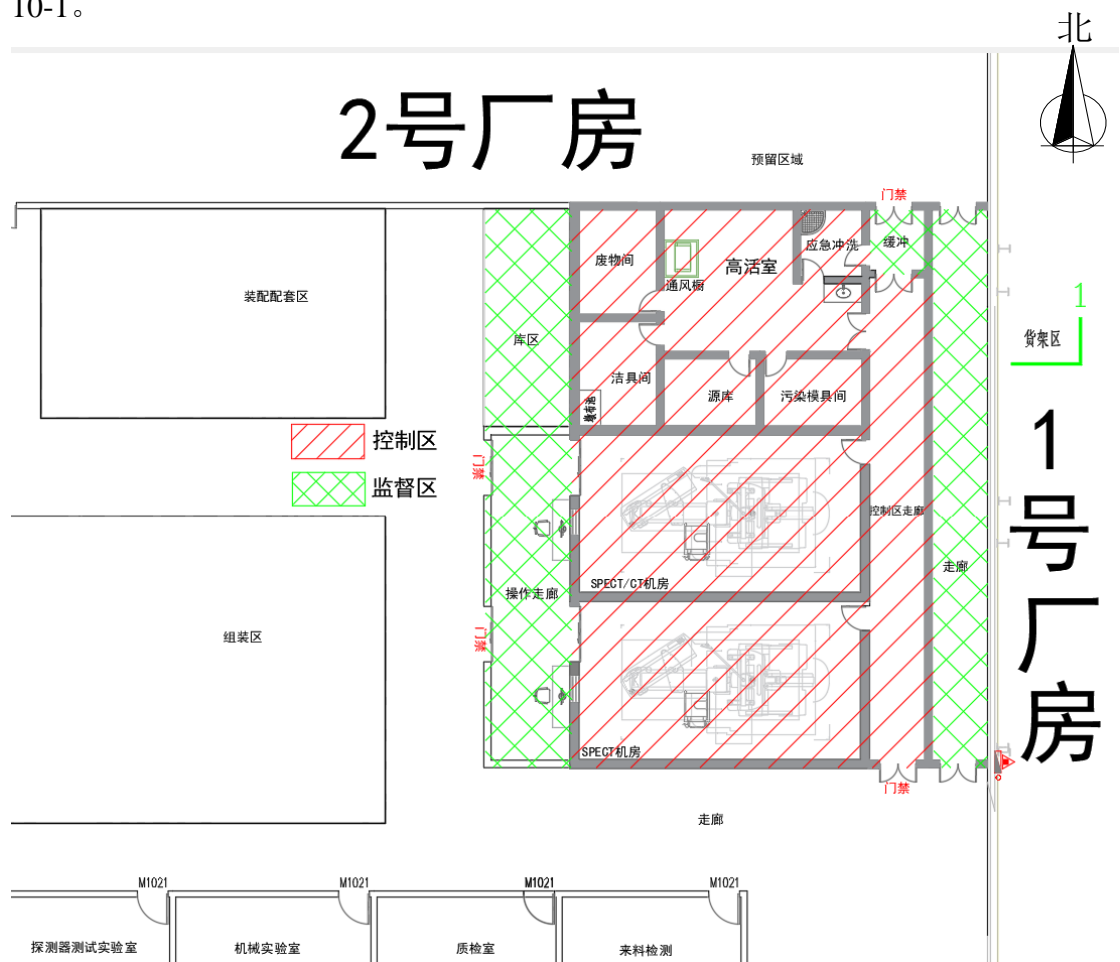 10-1。
北
2号厂房
预留区域
门禁
废物间
高活室
应急冲洗
缓冲
通风橱
装配配套区
1
货架区
库区
洁具间
源库
污染模具间
墩布池
控制区
监督区
门禁
1号厂房
控制区走廊
走廊
SPECT/CT机房
操作走廊
组装区
门禁
SPECT机房
门禁
走廊
M1021
M1021
M1021
M1021
探测器测试实验室
机械实验室
质检室
来料检测